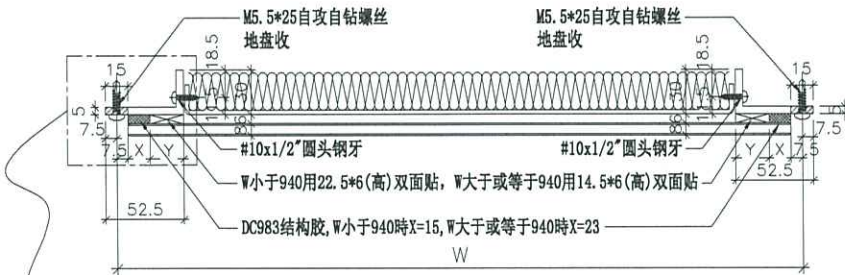 M5.5*25自攻自钻螺丝
地盘收
M5.5*25自攻自钻螺丝
地盘收
15
18.5
18.5
15
30
30
5
5
7.5
7.5
86
86
7.5
X
Y
Y
X
7.5
#10x1/2"圆头钢牙
#10x1/2"圆头钢牙
W小于940用22.5*6(高)双面贴，W大于或等于940用14.5*6(高)双面贴
52.5
52.5
DC983结构胶,W小于940時X=15,W大于或等于940時X=23
W